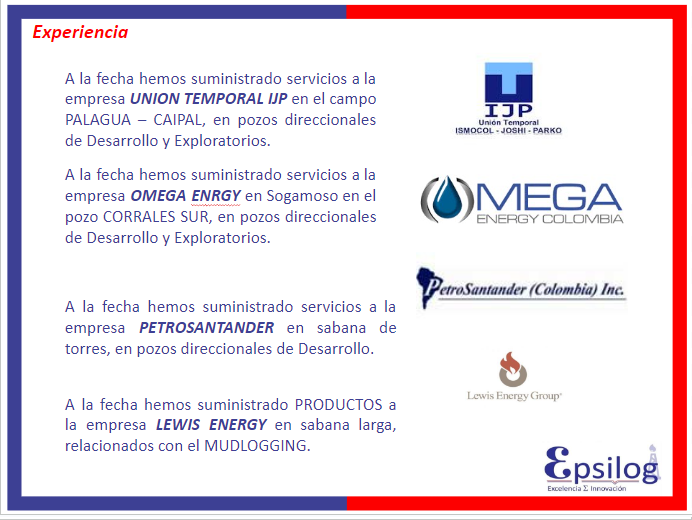 Experiencia
A la fecha hemos suministrado servicios a la
empresa UNION TEMPORAL IJP en el campo
PALAGUA – CAIPAL, en pozos direccionales
de Desarrollo y Exploratorios.
IJP
Unión Temporal
ISMOCOL - JOSHI - PARKO
A la fecha hemos suministrado servicios a la
empresa OMEGA ENRGY en Sogamoso en el
pozo CORRALES SUR, en pozos direccionales
de Desarrollo y Exploratorios.
OMEGA
ENERGY COLOMBIA
PetroSantander (Colombia) Inc.
A la fecha hemos suministrado servicios a la
empresa PETROSANTANDER en sabana de
torres, en pozos direccionales de Desarrollo.
Lewis Energy Group
A la fecha hemos suministrado PRODUCTOS a
la empresa LEWIS ENERGY en sabana larga,
relacionados con el MUDLOGGING.
Epsilog
Excelencia Σ Innovación